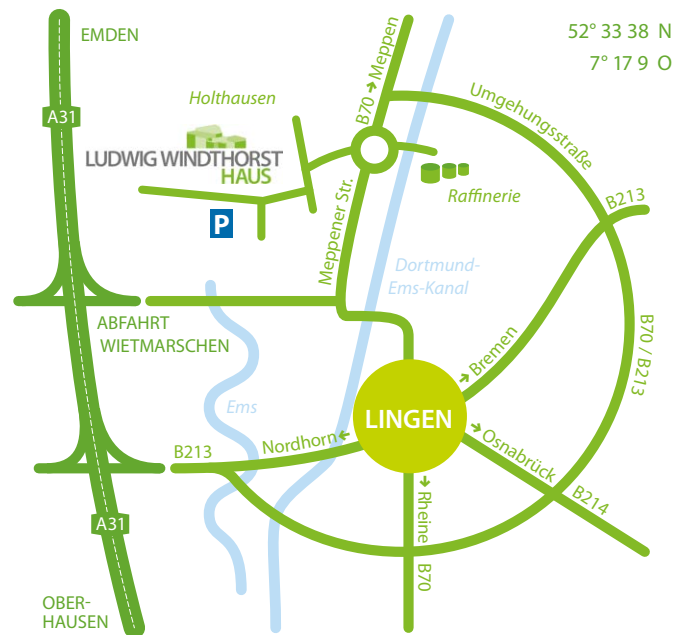 52° 33 38 N
7° 17 9 O
EMDEN
A31
Holthausen
LUDWIG WINDTHORST
HAUS
P
B70 → Meppen
Umgehungsstraße
Raffinerie
B213
Meppener Str.
Dortmund-
Ems-Kanal
ABFAHRT
WIETMARSCHEN
B70 / B213
→ Bremen
Ems
LINGEN
B213
Nordhorn ←
→ Osnabrück
B214
→ Rheine
B70
A31
OBER-
HAUSEN